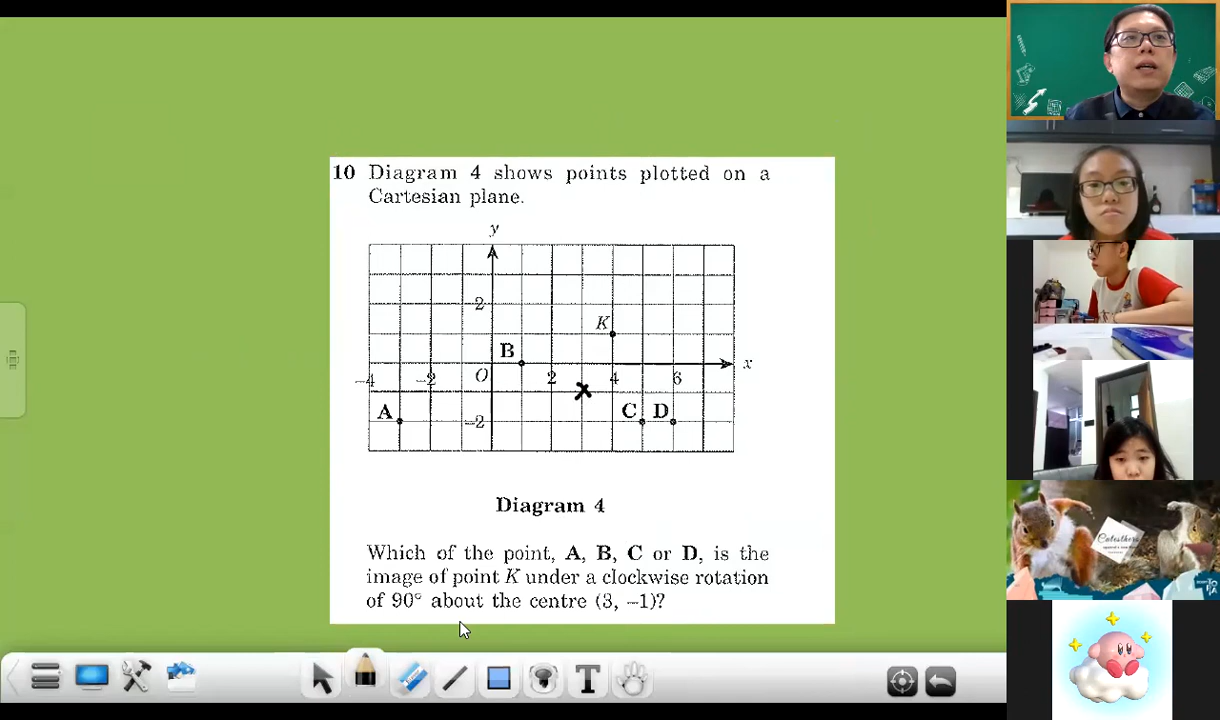 10 Diagram 4 shows points plotted on a
Cartesian plane.
y
2
K
B
x
-4
-2
O
2
4
6
A
-2
C
D
Diagram 4
Which of the point, A, B, C or D, is the
image of point K under a clockwise rotation
of 90° about the centre (3, -1)?
T